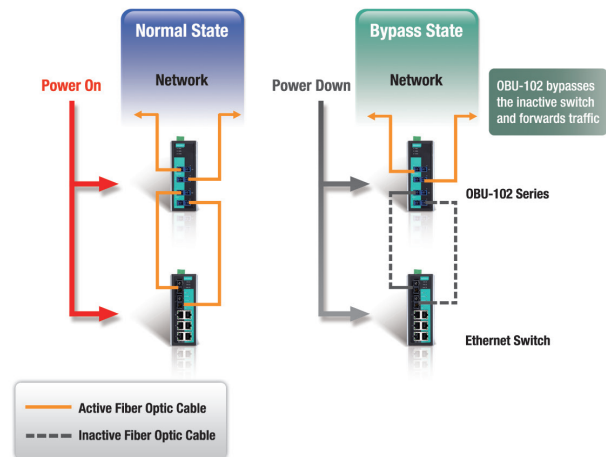 Normal State
Bypass State
Power On
Network
Power Down
Network
OBU-102 bypasses
the inactive switch
and forwards traffic
OBU-102 Series
Ethernet Switch
Active Fiber Optic Cable
Inactive Fiber Optic Cable